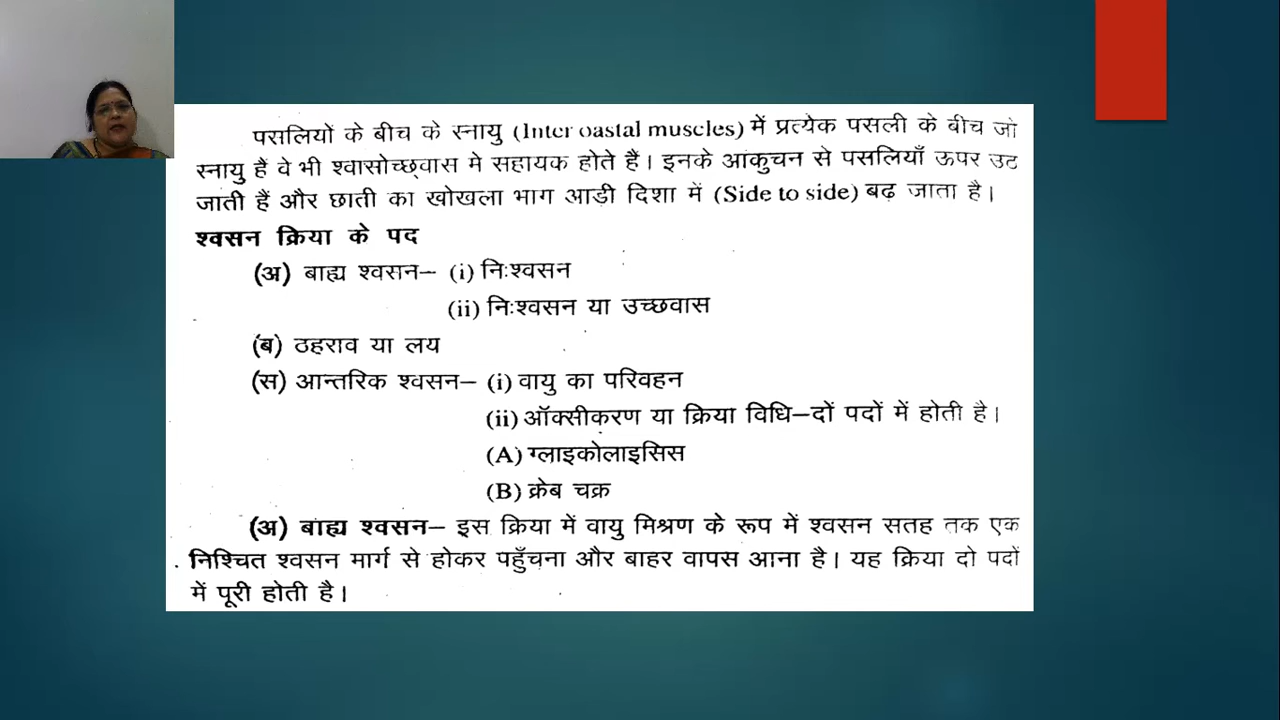 पसलियों के बीच के स्नायु (Inter oastal muscles) में प्रत्येक पसली के बीच जो
स्नायु हैं वे भी श्वासोच्छ्वास मे सहायक होते हैं। इनके आकुचन से पसलियाँ ऊपर उट
जाती हैं और छाती का खोखला भाग आड़ी दिशा में (Side to side) बढ़ जाता है।
श्वसन क्रिया के पद
(अ) बाह्य श्वसन– (i) निःश्वसन
(ii) निःश्वसन या उच्छवास
(ब) ठहराव या लय
(स) आन्तरिक श्वसन– (i) वायु का परिवहन
(ii) ऑक्सीकरण या क्रिया विधि–दों पदों में होती है।
(A) ग्लाइकोलाइसिस
(B) क्रेब चक्र
(अ) बाह्य श्वसन– इस क्रिया में वायु मिश्रण के रूप में श्वसन सतह तक एक
निश्चित श्वसन मार्ग से होकर पहुँचना और बाहर वापस आना है। यह क्रिया दो पदों
में पूरी होती है।